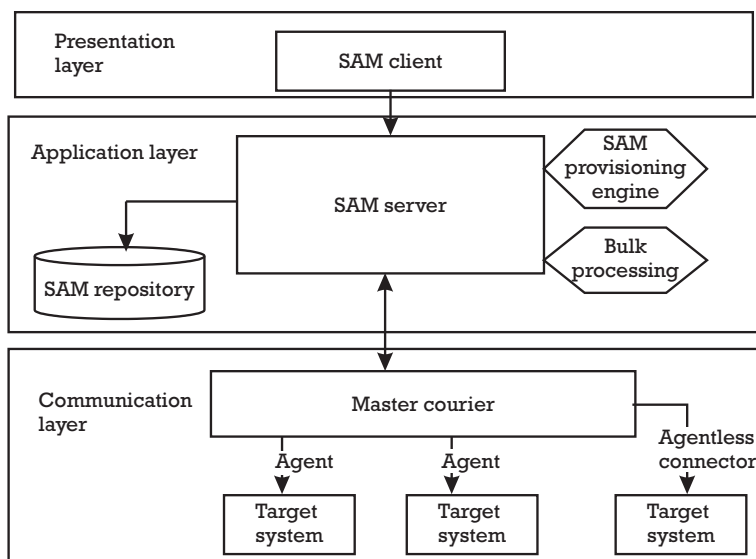 Presentation
layer
SAM client
Application layer
SAM
provisioning
engine
SAM server
Bulk
processing
SAM repository
Communication
layer
Master courier
Agent
Agent
Agentless
connector
Target
system
Target
system
Target
system